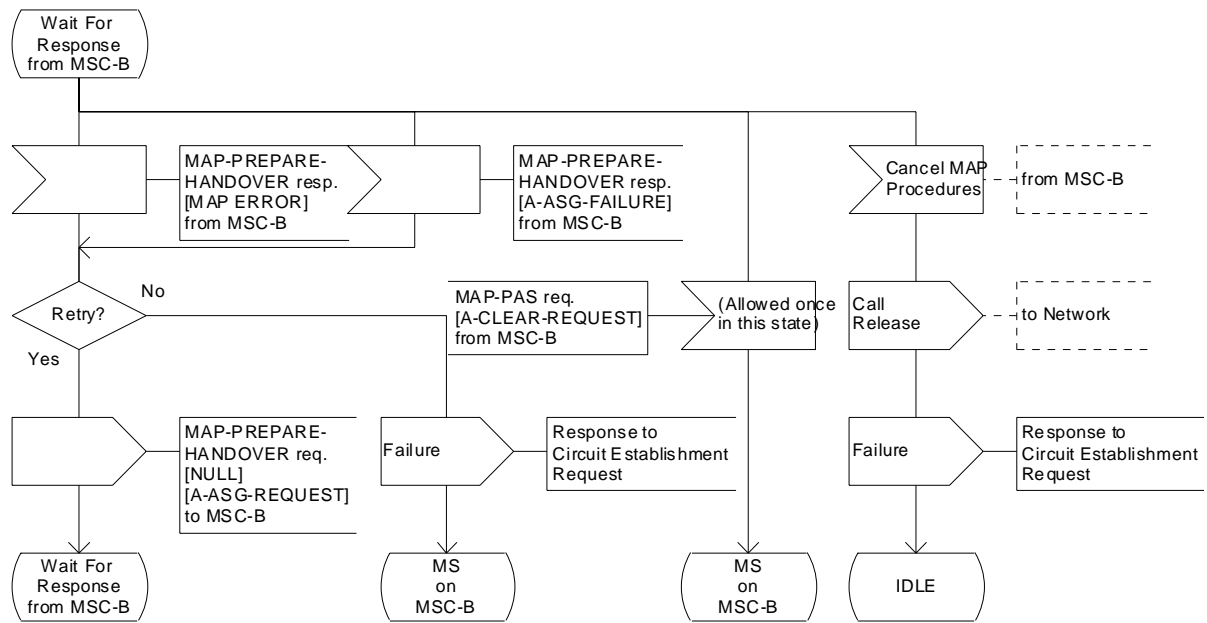 Wait For
Response
from MSC-B
MAP-PREPARE-
HANDOVER resp.
[MAP ERROR]
from MSC-B
MAP-PREPARE-
HANDOVER resp.
[A-ASG-FAILURE]
from MSC-B
Cancel MAP
Procedures
from MSC-B
Retry?
No
Yes
MAP-PAS req.
[A-CLEAR-REQUEST]
from MSC-B
(Allowed once
in this state)
Call
Release
to Network
MAP-PREPARE-
HANDOVER req.
[NULL]
[A-ASG-REQUEST]
to MSC-B
Failure
Response to
Circuit Establishment
Request
Failure
Response to
Circuit Establishment
Request
Wait For
Response
from MSC-B
MS
on
MSC-B
MS
on
MSC-B
IDLE